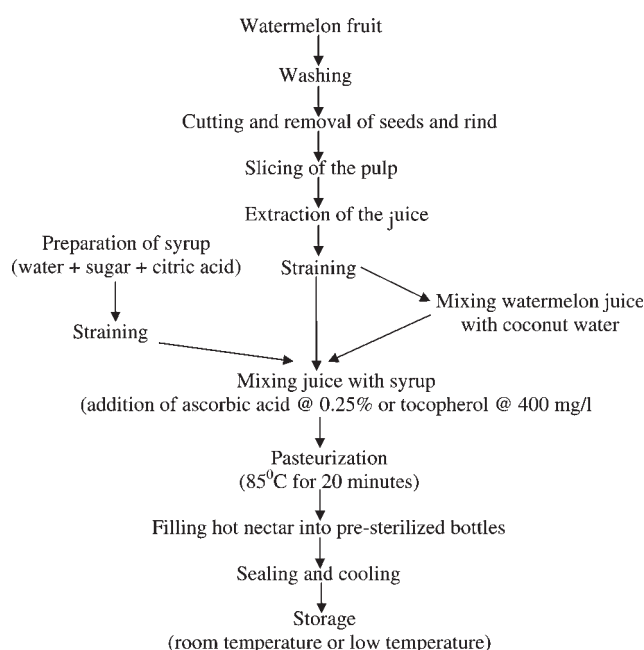 Watermelon fruit
Washing
Cutting and removal of seeds and rind
Slicing of the pulp
Extraction of the juice
Preparation of syrup
(water + sugar + citric acid)
Straining
Straining
Mixing watermelon juice
with coconut water
Mixing juice with syrup
(addition of ascorbic acid @ 0.25% or tocopherol @ 400 mg/l
Pasteurization
(85⁰C for 20 minutes)
Filling hot nectar into pre-sterilized bottles
Sealing and cooling
Storage
(room temperature or low temperature)